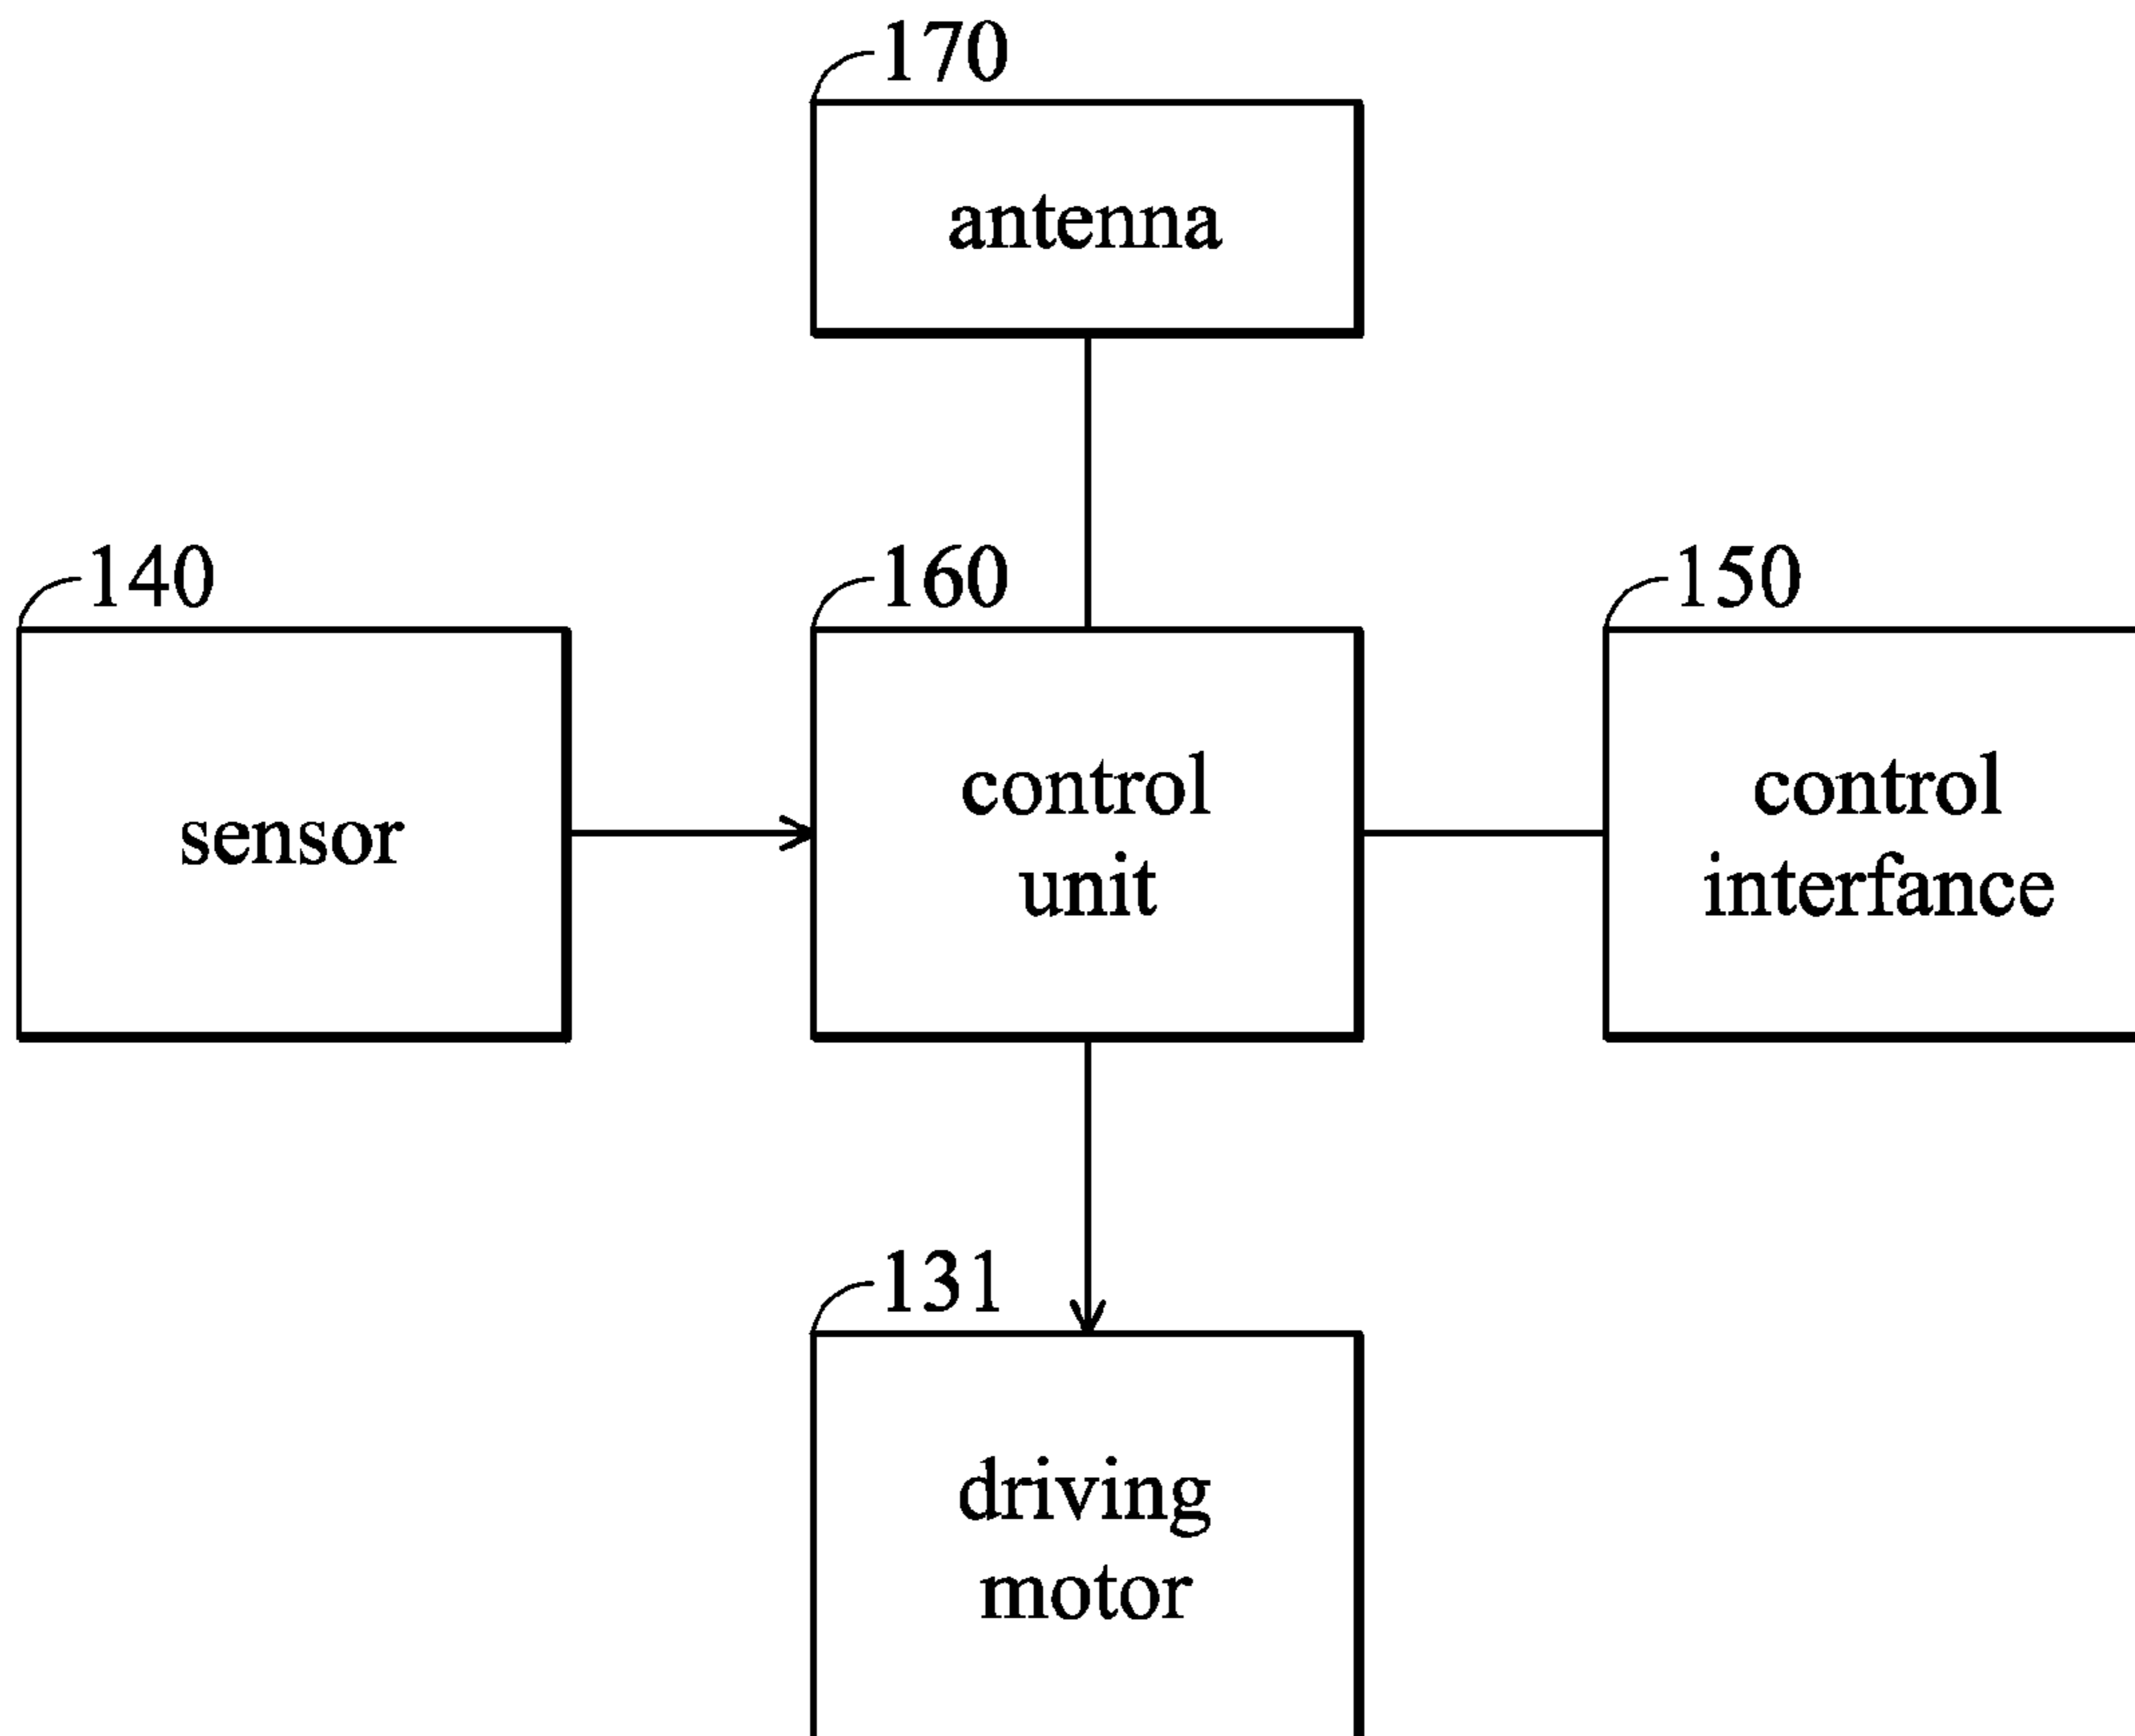 170
antenna
140
sensor
160
control
unit
150
control
interfance
131
driving
motor